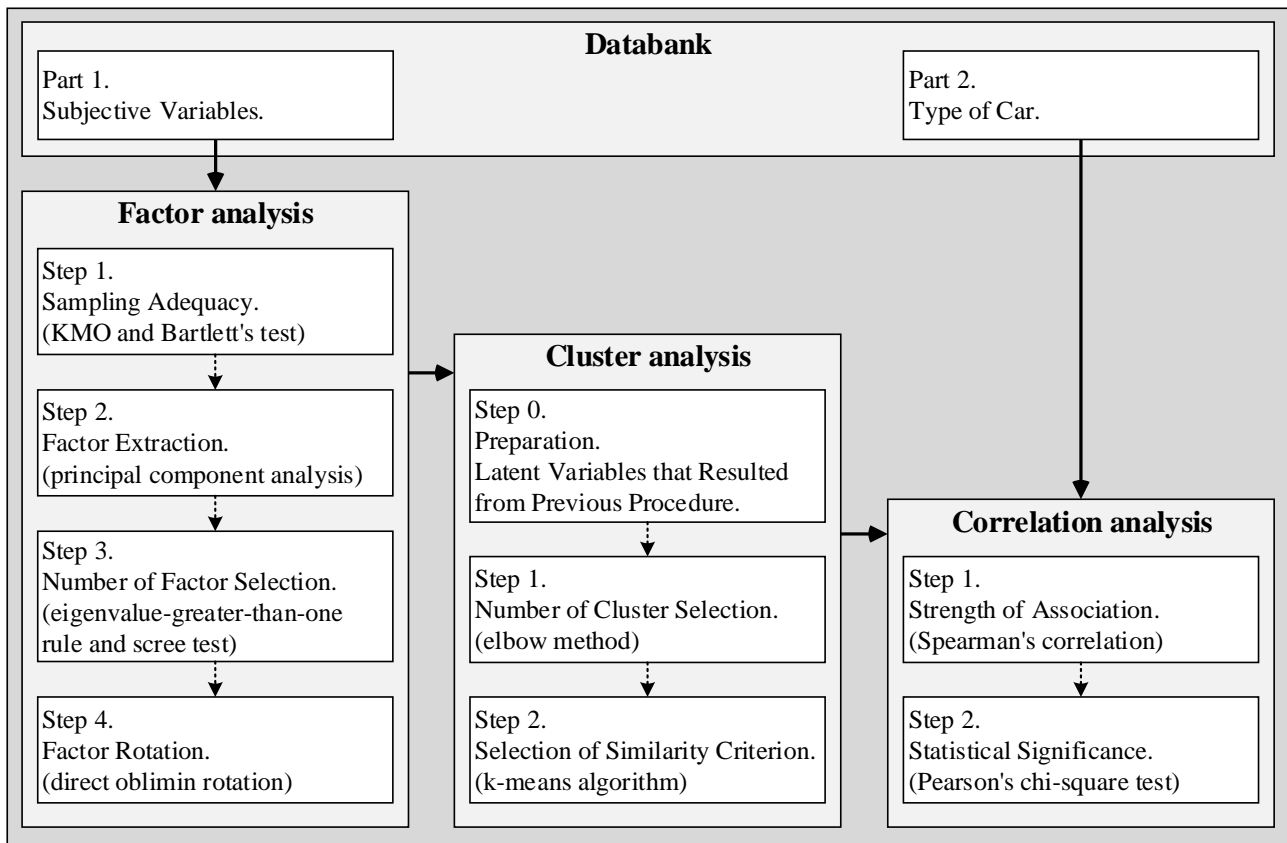 Databank
Part 1.
Subjective Variables.
Part 2.
Type of Car.
Factor analysis
Step 1.
Sampling Adequacy.
(KMO and Bartlett's test)
Step 2.
Factor Extraction.
(principal component analysis)
Step 3.
Number of Factor Selection.
(eigenvalue-greater-than-one
rule and scree test)
Step 4.
Factor Rotation.
(direct oblimin rotation)
Cluster analysis
Step 0.
Preparation.
Latent Variables that Resulted
from Previous Procedure.
Step 1.
Number of Cluster Selection.
(elbow method)
Step 2.
Selection of Similarity Criterion.
(k-means algorithm)
Correlation analysis
Step 1.
Strength of Association.
(Spearman's correlation)
Step 2.
Statistical Significance.
(Pearson's chi-square test)